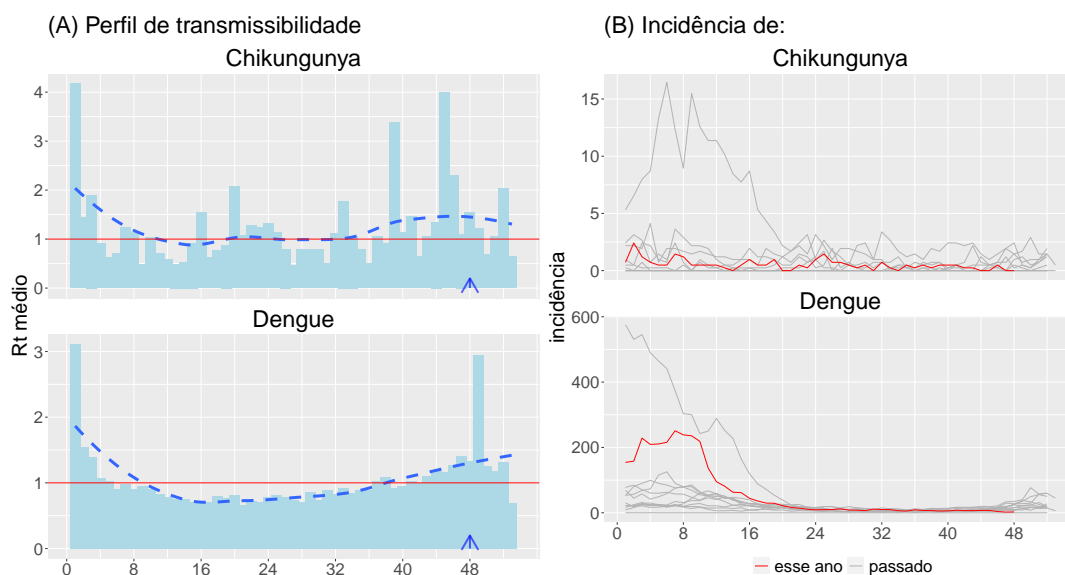 (A) Perfil de transmissibilidade
Chikungunya
4
3
2
1
0
Dengue
3
2
1
0
0 8 16 24 32 40 48
Rt médio
(B) Incidência de:
Chikungunya
15
10
5
0
Dengue
600
400
200
0
0 8 16 24 32 40 48
incidência
esse ano passado